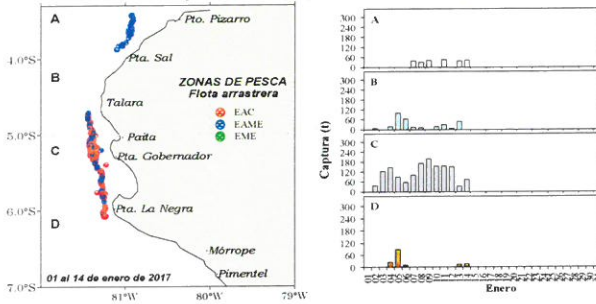 A
Pto. Pizarro
Pta. Sal
4.0°S
B
ZONAS DE PESCA
Flota arrastrera
EAC
EAME
EME
Talara
5.0°S
Paita
C
Pta. Gobernador
6.0°S
Pta. La Negra
D
Mórrope
01 al 14 de enero de 2017
Pimentel
7.0°S
81°W
80°W
79°W
Captura (t)
A
300
240
180
120
60
0
B
300
240
180
120
60
0
C
300
240
180
120
60
0
D
300
240
180
120
60
0
Enero